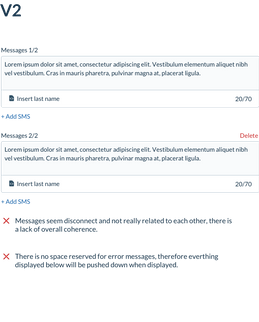 V2
Messages 1/2
Lorem ipsum dolor sit amet, consectetur adipiscing elit. Vestibulum elementum aliquet nibh
vel vestibulum. Cras in mauris pharetra, pulvinar magna at, placerat ligula.
Insert last name 20/70
+ Add SMS
Messages 2/2 Delete
Lorem ipsum dolor sit amet, consectetur adipiscing elit. Vestibulum elementum aliquet nibh
vel vestibulum. Cras in mauris pharetra, pulvinar magna at, placerat ligula.
Insert last name 20/70
+ Add SMS
Messages seem disconnect and not really related to each other, there is
a lack of overall coherence.
There is no space reserved for error messages, therefore everthing
displayed below will be pushed down when displayed.